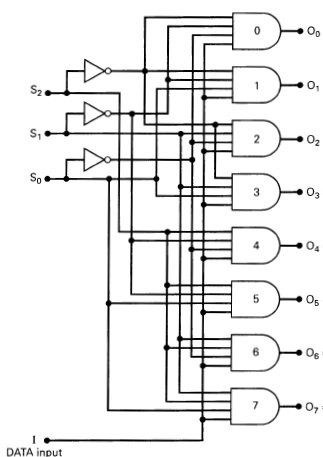 0 O₀
S₂ 1 O₁
S₁ 2 O₂
S₀ 3 O₃
4 O₄
5 O₅
6 O₆
7 O₇
I
DATA input